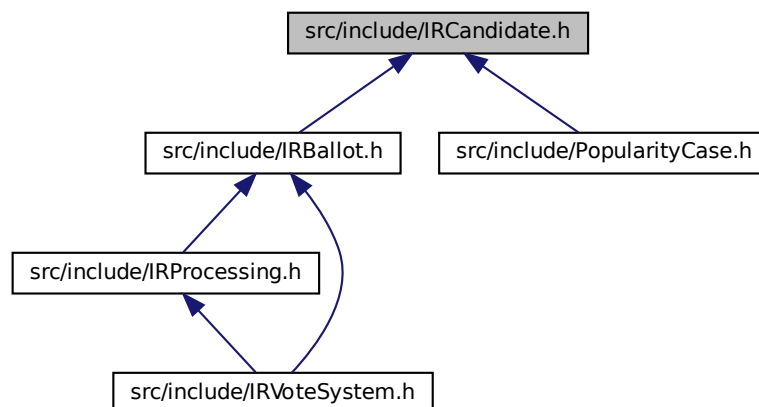 src/include/IRCandidate.h
src/include/IRBallot.h
src/include/PopularityCase.h
src/include/IRProcessing.h
src/include/IRVoteSystem.h